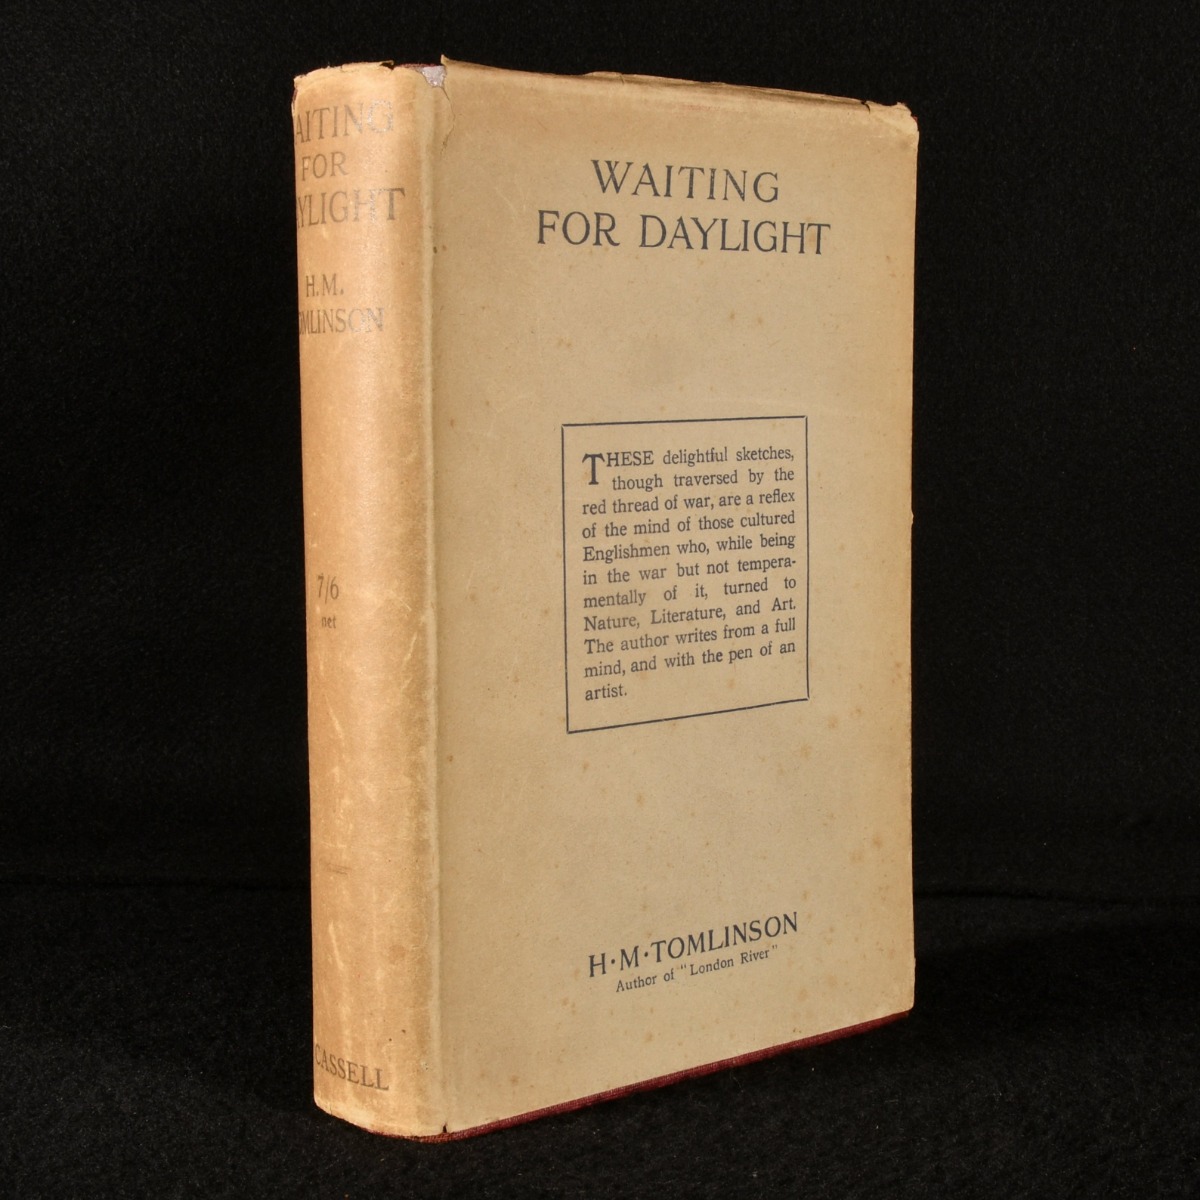 AITING
FOR
YLIGHT
H.M.
MLINSON
7/6
net
CASSELL
WAITING
FOR DAYLIGHT
THESE delightful sketches,
though traversed by the
red thread of war, are a reflex
of the mind of those cultured
Englishmen who, while being
in the war but not tempera-
mentally of it, turned to
Nature, Literature, and Art.
The author writes from a full
mind, and with the pen of an
artist.
H·M·TOMLINSON
Author of "London River"